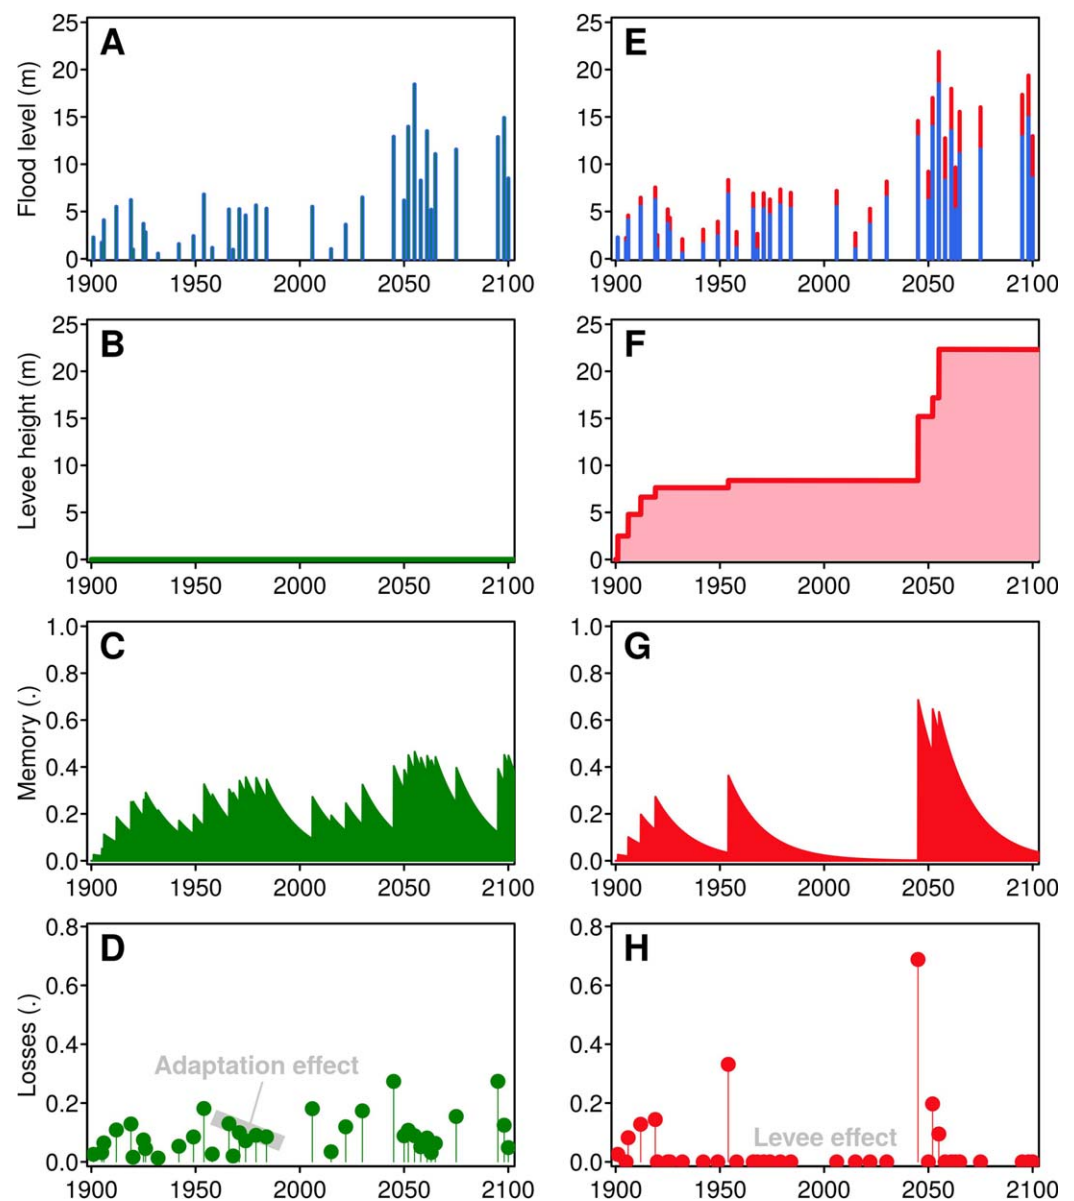 A
E
Flood level (m)
25
20
15
10
5
0
1900 1950 2000 2050 2100
25
20
15
10
5
0
1900 1950 2000 2050 2100
B
F
Levee height (m)
25
20
15
10
5
0
1900 1950 2000 2050 2100
25
20
15
10
5
0
1900 1950 2000 2050 2100
C
G
Memory (.)
1.0
0.8
0.6
0.4
0.2
0.0
1900 1950 2000 2050 2100
1.0
0.8
0.6
0.4
0.2
0.0
1900 1950 2000 2050 2100
D
H
Losses (.)
0.8
0.6
0.4
0.2
0.0
Adaptation effect
1900 1950 2000 2050 2100
0.8
0.6
0.4
0.2
0.0
Levee effect
1900 1950 2000 2050 2100